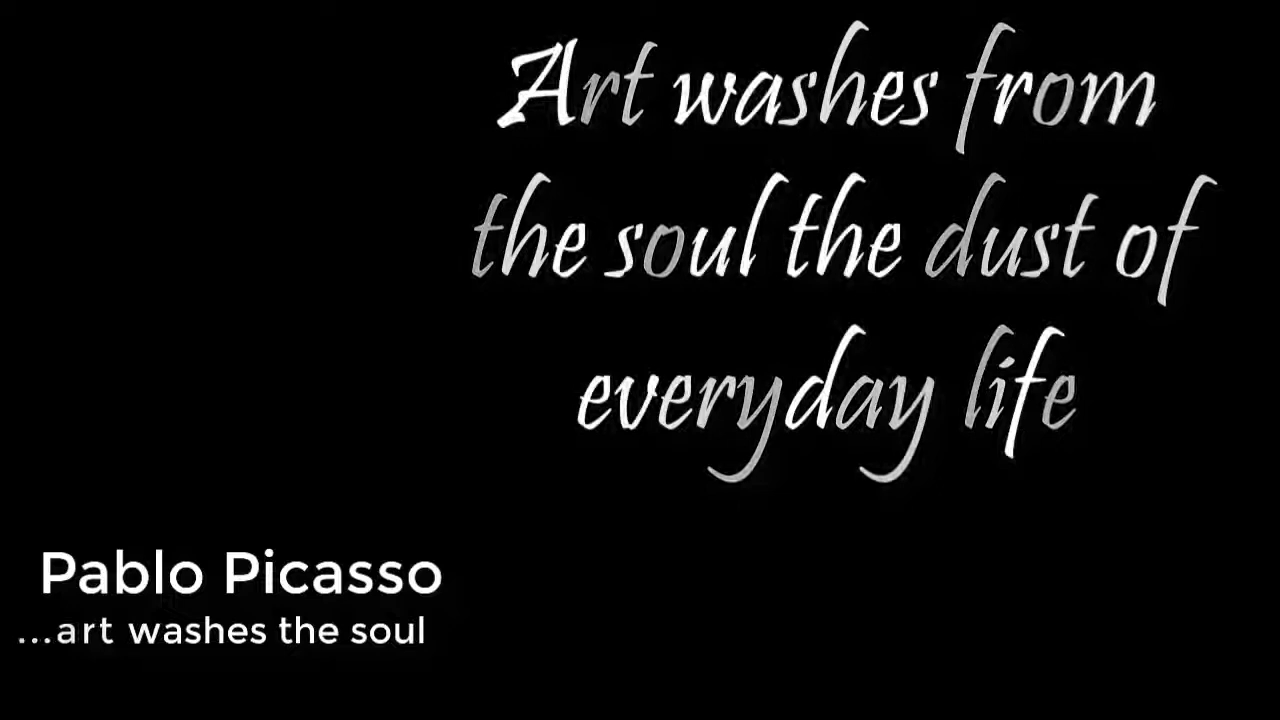 Art washes from
the soul the dust of
everyday life
Pablo Picasso
...art washes the soul